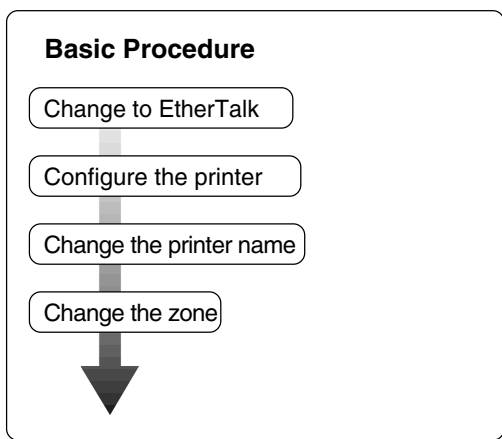 Basic Procedure
Change to EtherTalk
Configure the printer
Change the printer name
Change the zone